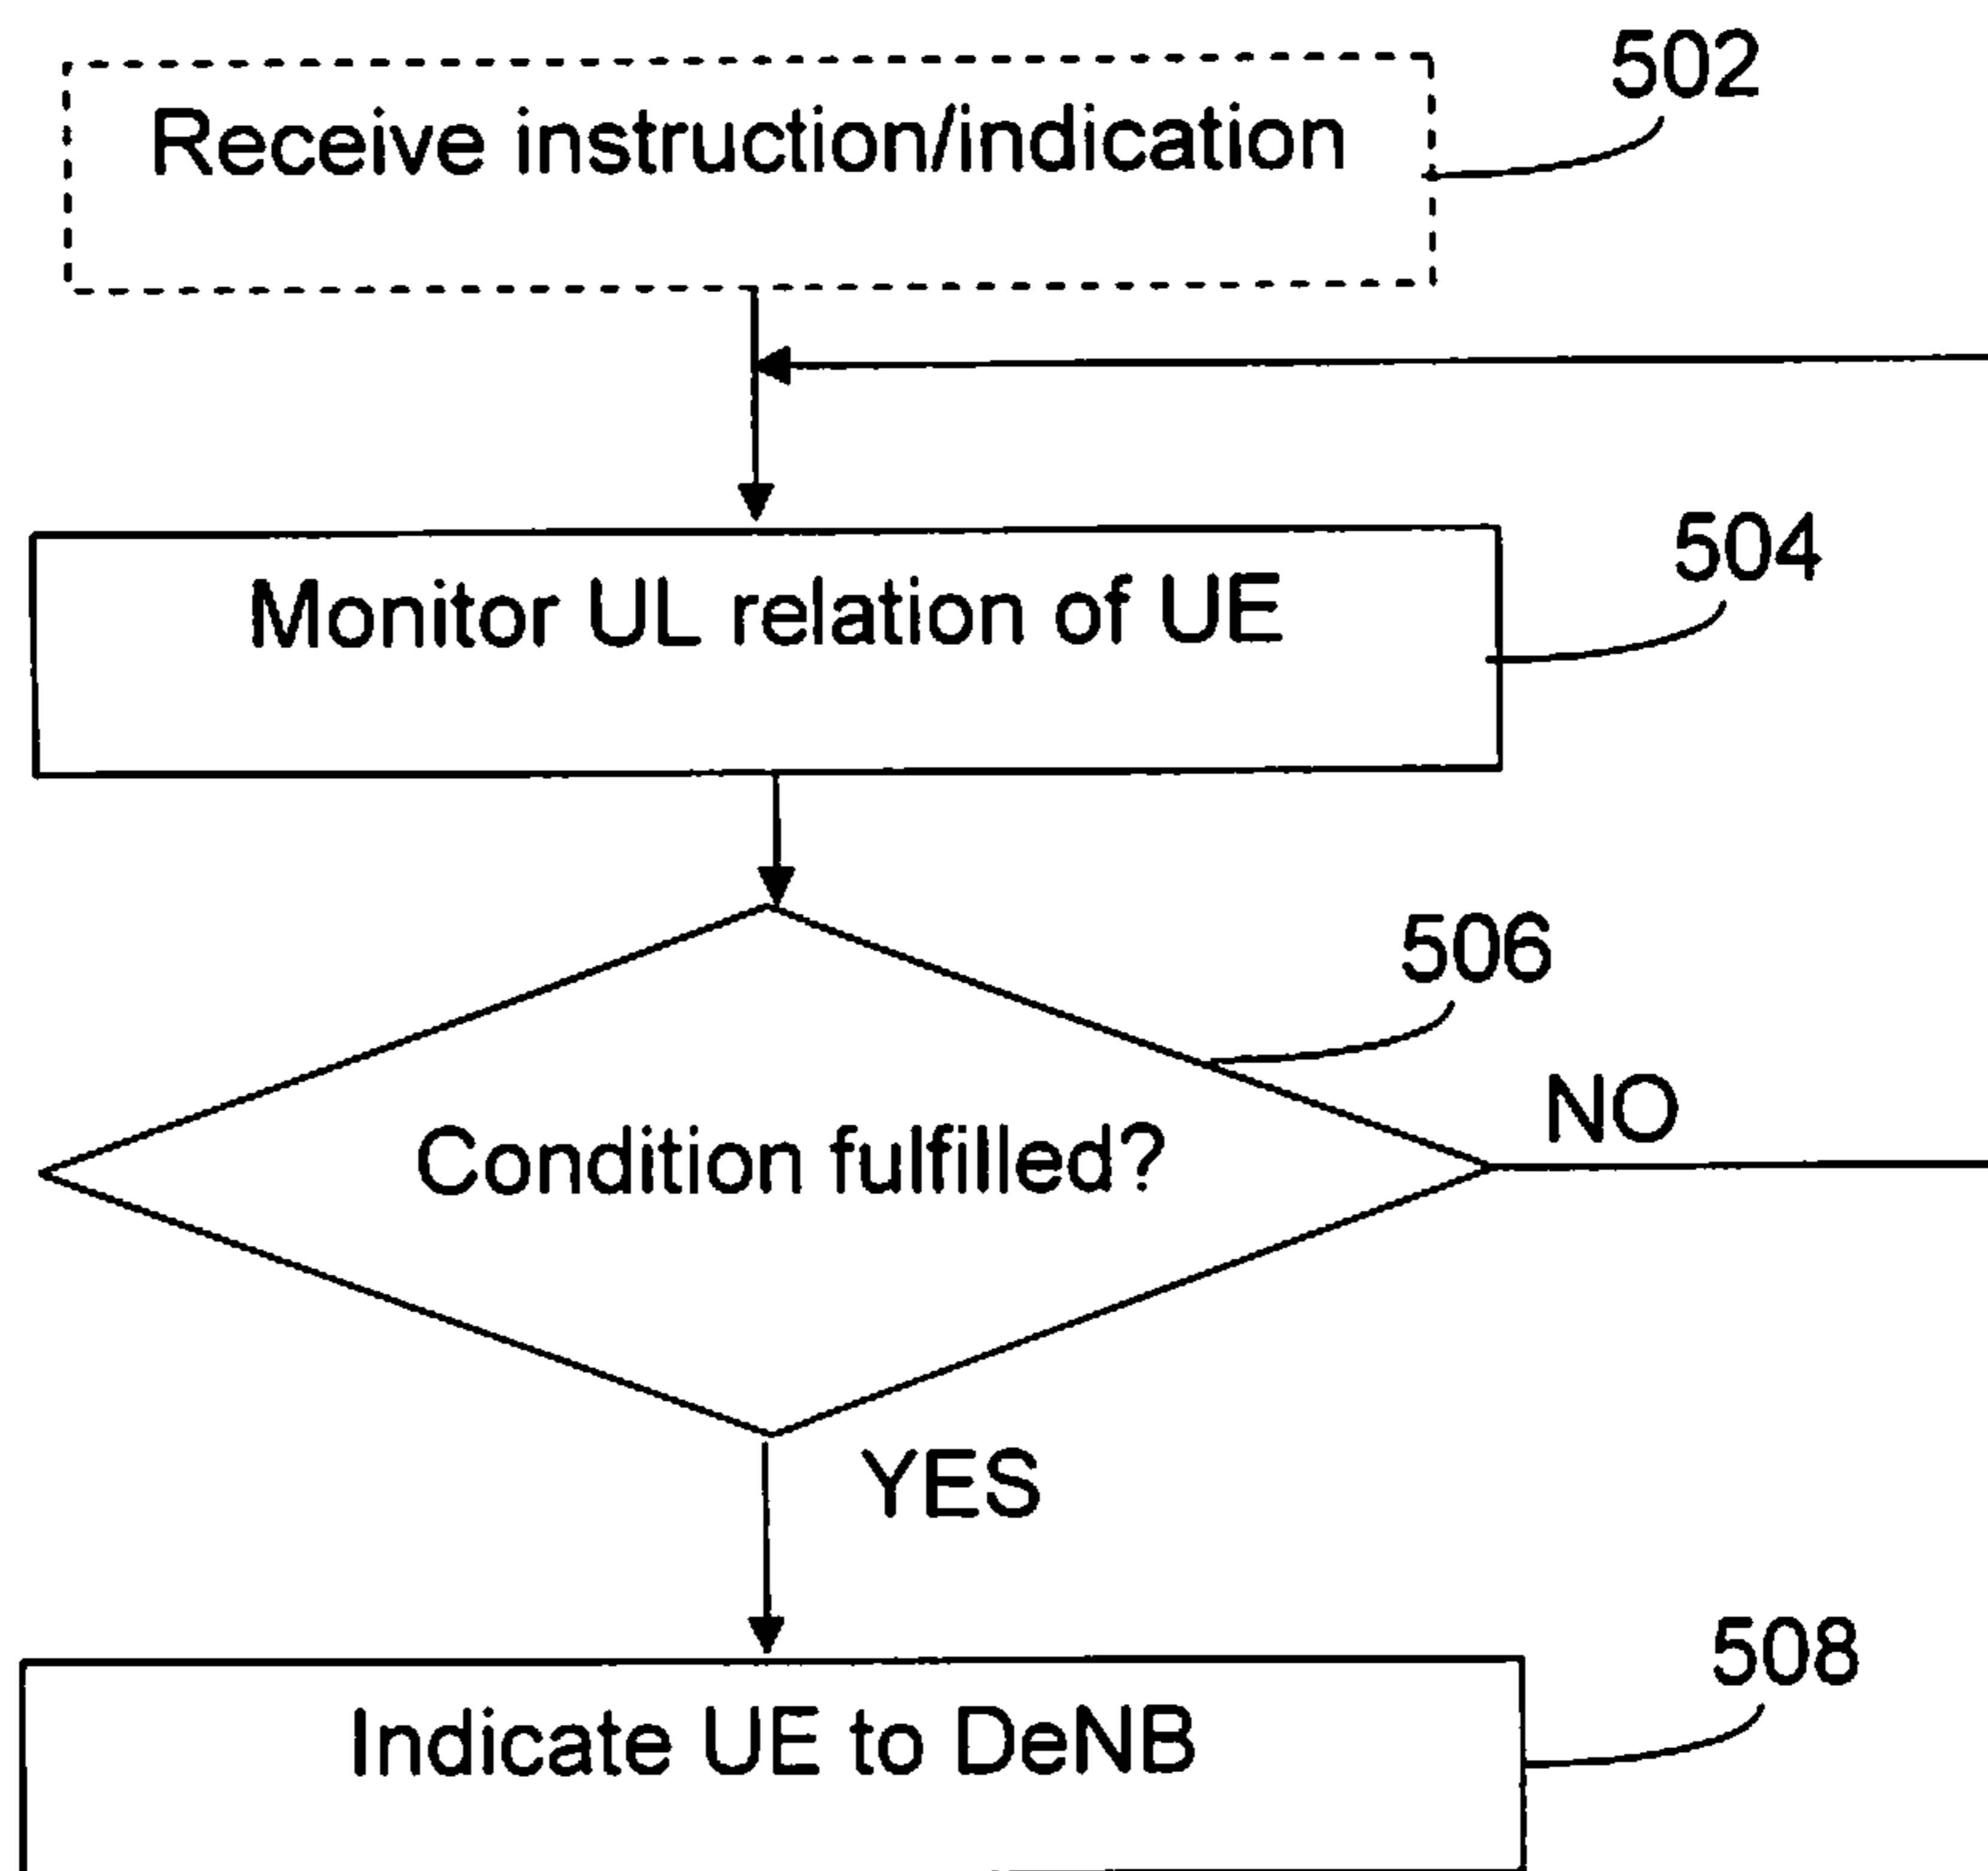 502
Receive instruction/indication
504
Monitor UL relation of UE
506
NO
Condition fulfilled?
YES
508
Indicate UE to DeNB